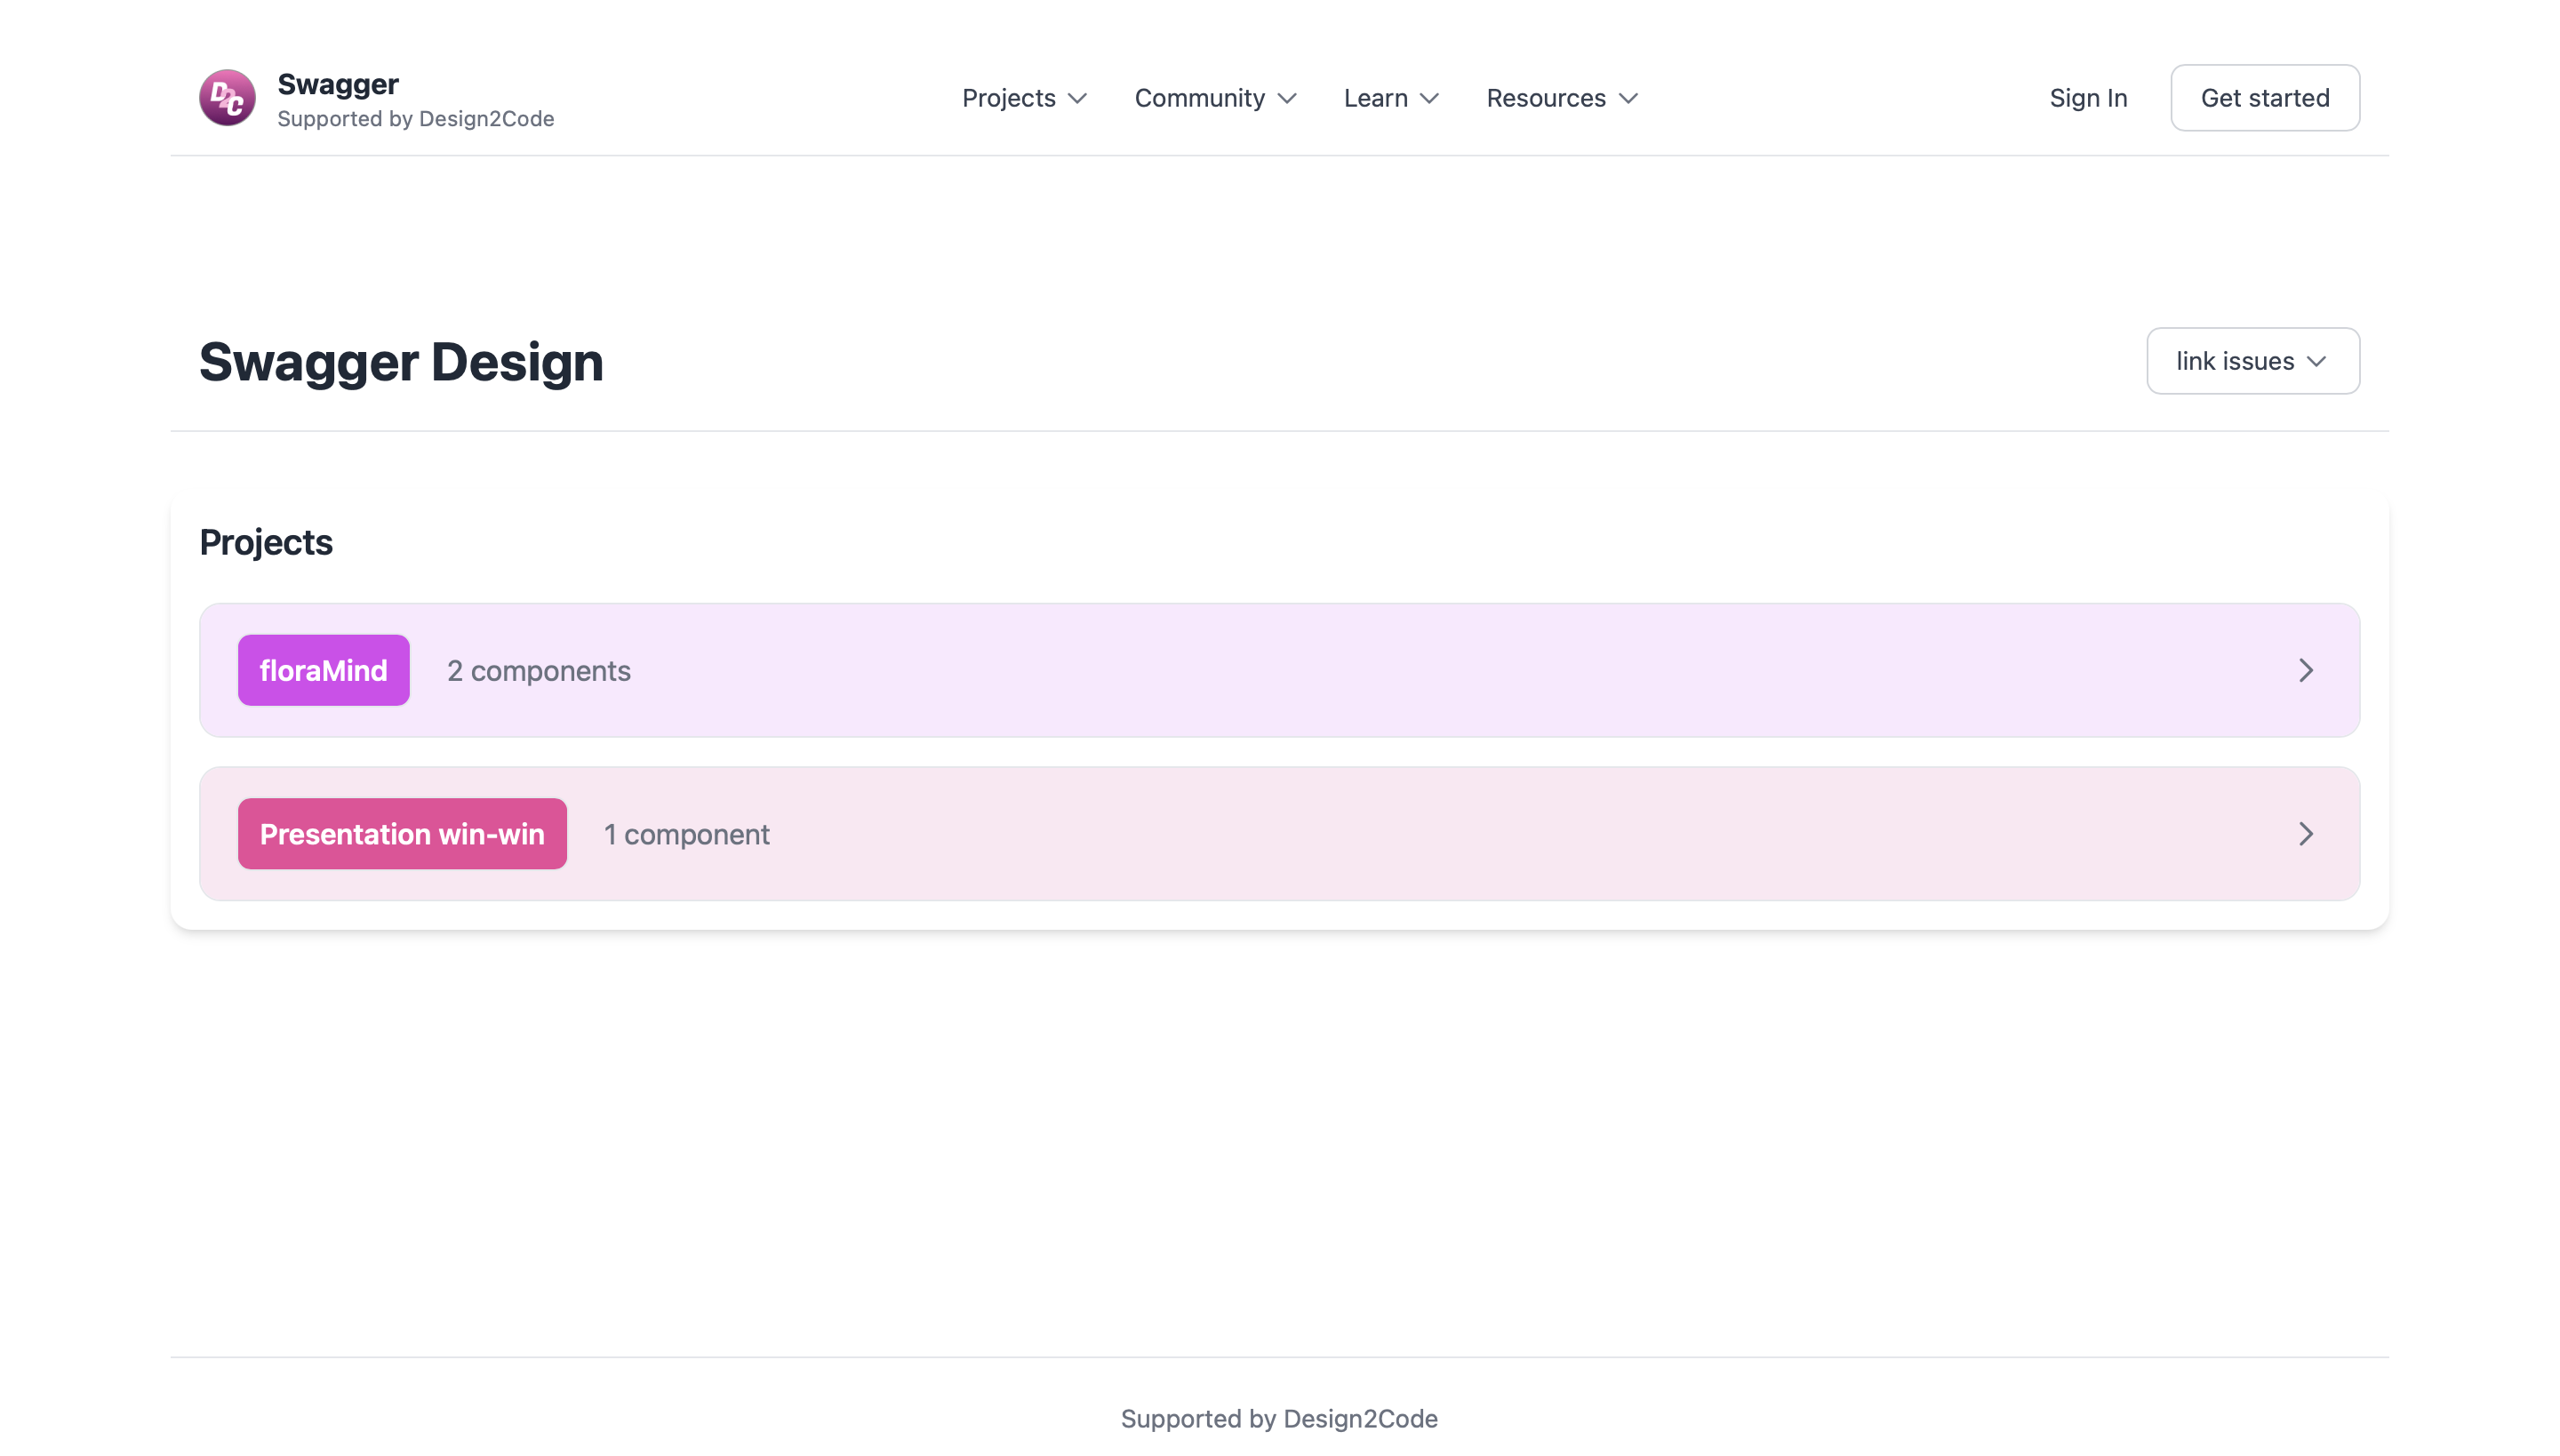 D2C
Swagger
Supported by Design2Code
Projects
Community
Learn
Resources
Sign In
Get started
Swagger Design
link issues
Projects
floraMind
2 components
Presentation win-win
1 component
Supported by Design2Code